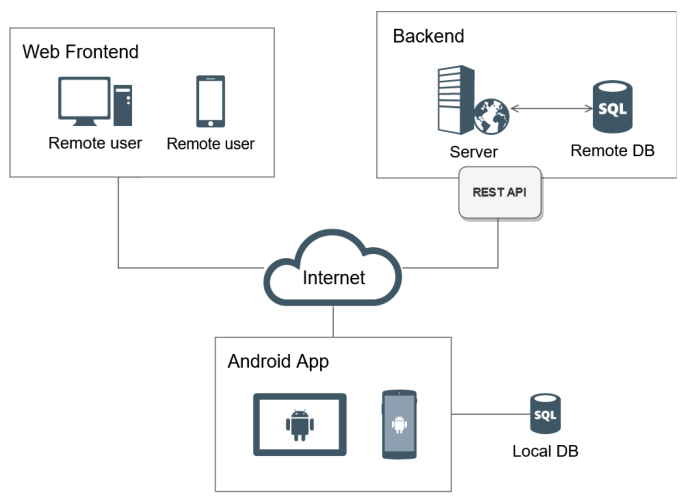 Web Frontend
Remote user
Remote user
Backend
SQL
Server
Remote DB
REST API
Internet
Android App
SQL
Local DB